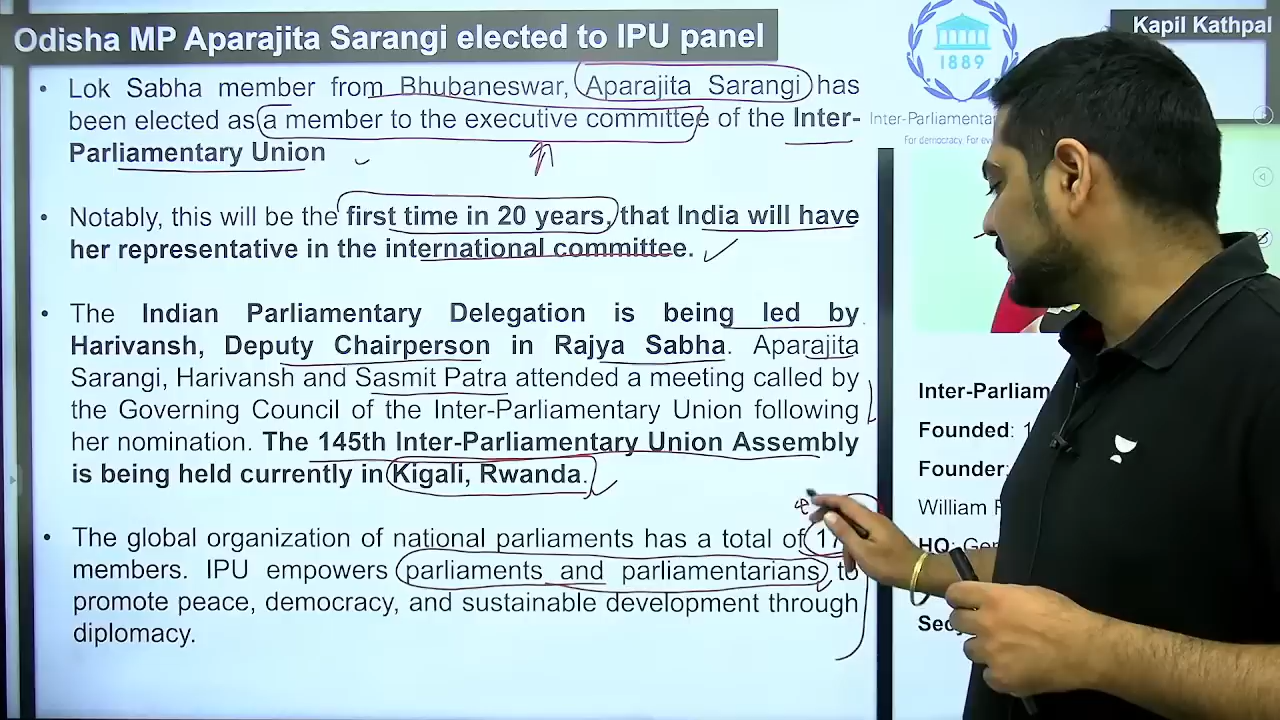 Odisha MP Aparajita Sarangi elected to IPU panel
Kapil Kathpal
1889
Inter-Parliamenta
For democracy. For
• Lok Sabha member from Bhubaneswar, Aparajita Sarangi has
been elected as a member to the executive committee of the Inter-
Parliamentary Union
• Notably, this will be the first time in 20 years, that India will have
her representative in the international committee.
• The Indian Parliamentary Delegation is being led by
Harivansh, Deputy Chairperson in Rajya Sabha. Aparajita
Sarangi, Harivansh and Sasmit Patra attended a meeting called by
the Governing Council of the Inter-Parliamentary Union following
her nomination. The 145th Inter-Parliamentary Union Assembly
is being held currently in Kigali, Rwanda.
• The global organization of national parliaments has a total of 17
members. IPU empowers parliaments and parliamentarians, to
promote peace, democracy, and sustainable development through
diplomacy.
Inter-Parliam
Founded: 1
Founder:
William
HQ: Gen